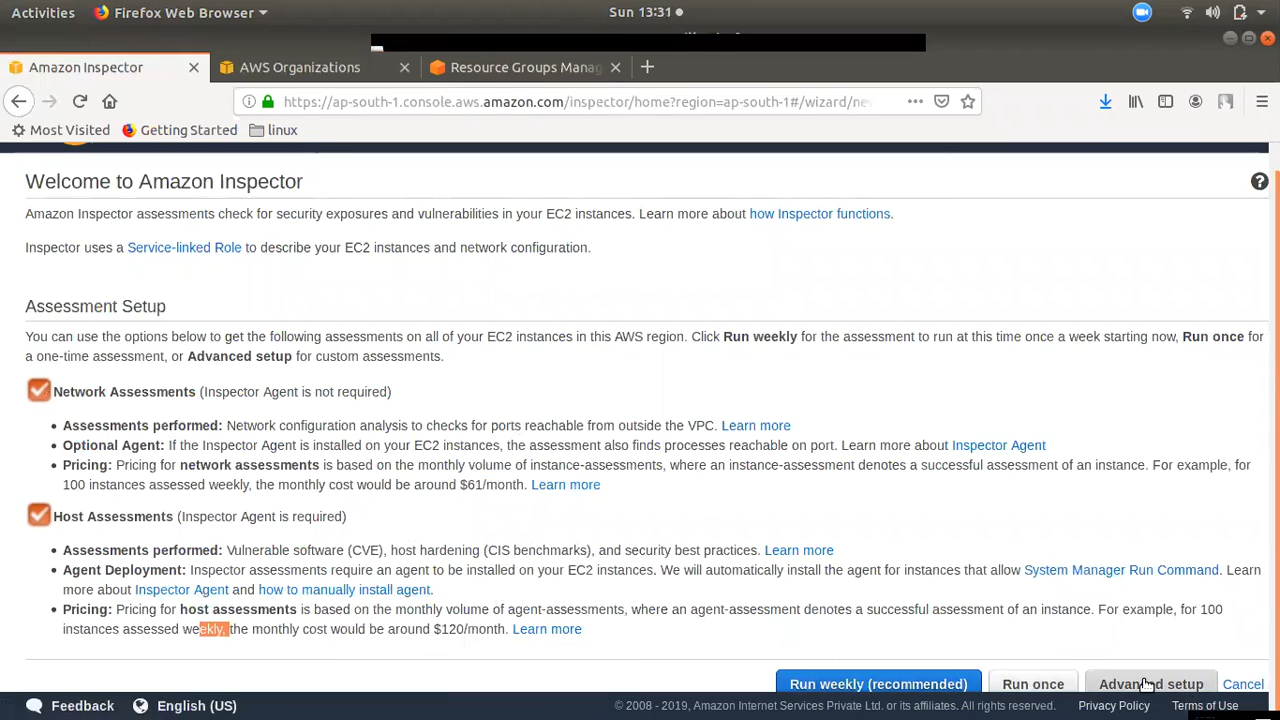 Activities Firefox Web Browser Sun 13:31
Amazon Inspector AWS Organizations Resource Groups Manag
https://ap-south-1.console.aws.amazon.com/inspector/home?region=ap-south-1#/wizard/ne
Most Visited Getting Started linux
Welcome to Amazon Inspector
Amazon Inspector assessments check for security exposures and vulnerabilities in your EC2 instances. Learn more about how Inspector functions.
Inspector uses a Service-linked Role to describe your EC2 instances and network configuration.
Assessment Setup
You can use the options below to get the following assessments on all of your EC2 instances in this AWS region. Click Run weekly for the assessment to run at this time once a week starting now, Run once for
a one-time assessment, or Advanced setup for custom assessments.
Network Assessments (Inspector Agent is not required)
• Assessments performed: Network configuration analysis to checks for ports reachable from outside the VPC. Learn more
• Optional Agent: If the Inspector Agent is installed on your EC2 instances, the assessment also finds processes reachable on port. Learn more about Inspector Agent
• Pricing: Pricing for network assessments is based on the monthly volume of instance-assessments, where an instance-assessment denotes a successful assessment of an instance. For example, for
100 instances assessed weekly, the monthly cost would be around $61/month. Learn more
Host Assessments (Inspector Agent is required)
• Assessments performed: Vulnerable software (CVE), host hardening (CIS benchmarks), and security best practices. Learn more
• Agent Deployment: Inspector assessments require an agent to be installed on your EC2 instances. We will automatically install the agent for instances that allow System Manager Run Command. Learn
more about Inspector Agent and how to manually install agent.
• Pricing: Pricing for host assessments is based on the monthly volume of agent-assessments, where an agent-assessment denotes a successful assessment of an instance. For example, for 100
instances assessed weekly, the monthly cost would be around $120/month. Learn more
Run weekly (recommended) Run once Advanced setup Cancel
Feedback English (US) © 2008 - 2019, Amazon Internet Services Private Ltd. or its affiliates. All rights reserved. Privacy Policy Terms of Use